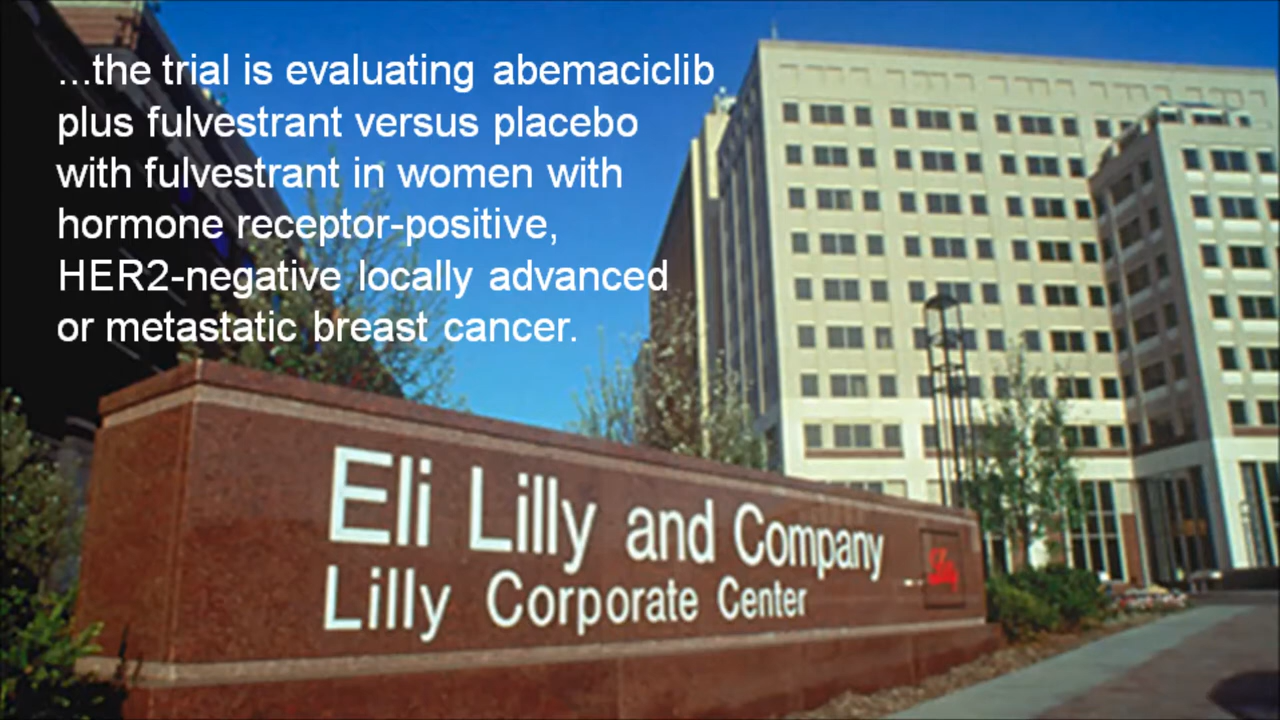 ...the trial is evaluating abemaciclib
plus fulvestrant versus placebo
with fulvestrant in women with
hormone receptor-positive,
HER2-negative locally advanced
or metastatic breast cancer.
Eli Lilly and Company
Lilly Corporate Center
Lilly